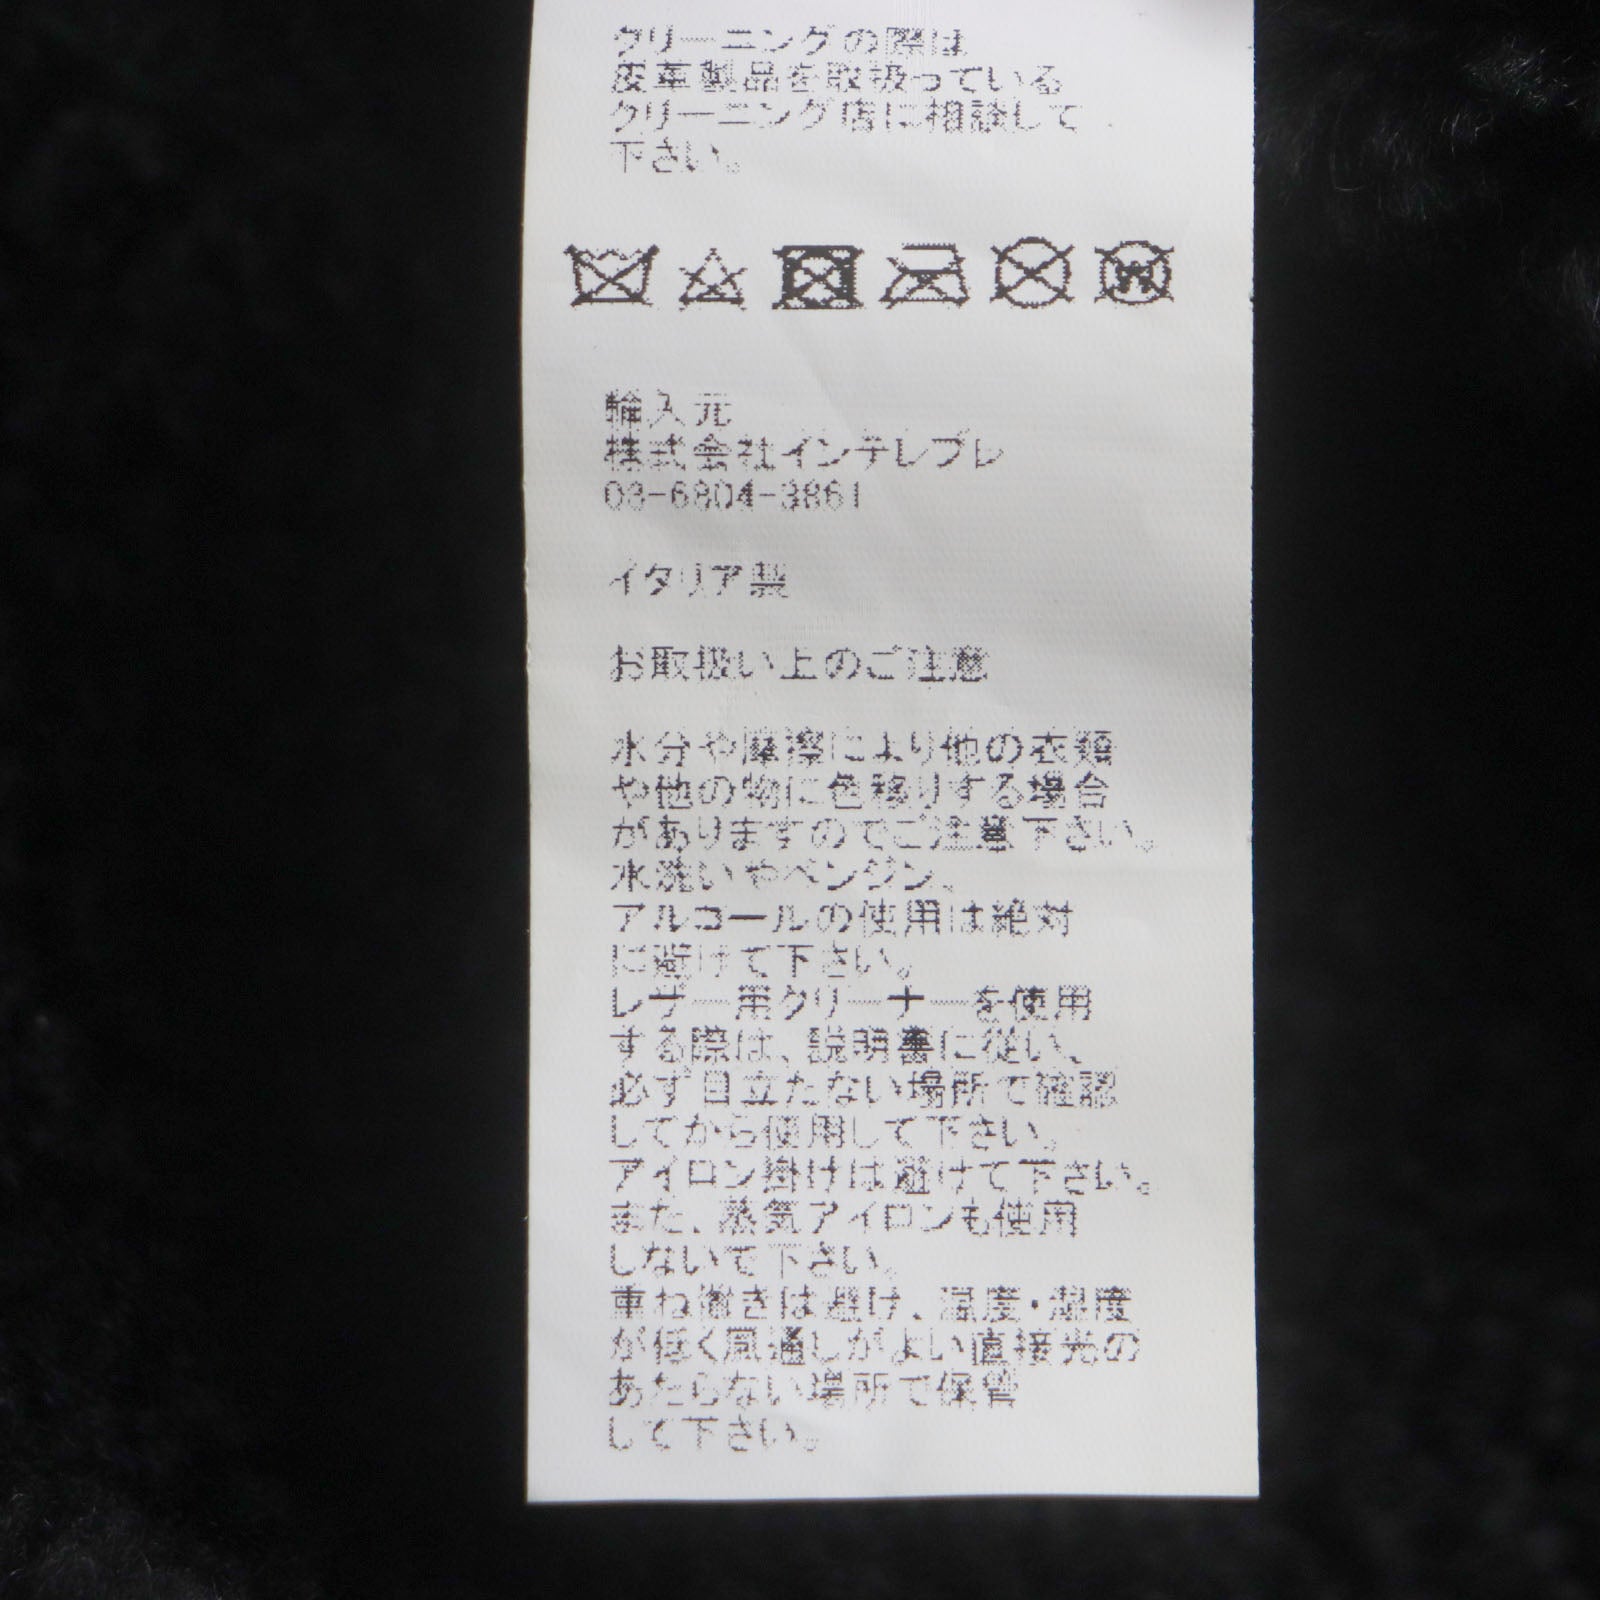 クリーニングの際は
皮革製品を取扱っている
クリーニング店に相談して
下さい。
輸入元
株式会社インテレプレ
03-6804-3861
イタリア製
お取扱い上のご注意
水分や摩擦により他の衣類
や他の物に色移りする場合
がありますのでご注意下さい。
水洗いやベンジン、
アルコールの使用は絶対
に避けて下さい。
レザー用クリーナーを使用
する際は、説明書に従い、
必ず目立たない場所で確認
してから使用して下さい。
アイロン掛けは避けて下さい。
また、蒸気アイロンも使用
しないで下さい。
重ね置きは避け、温度・湿度
が低く風通しがよい直接光の
あたらない場所で保管
して下さい。